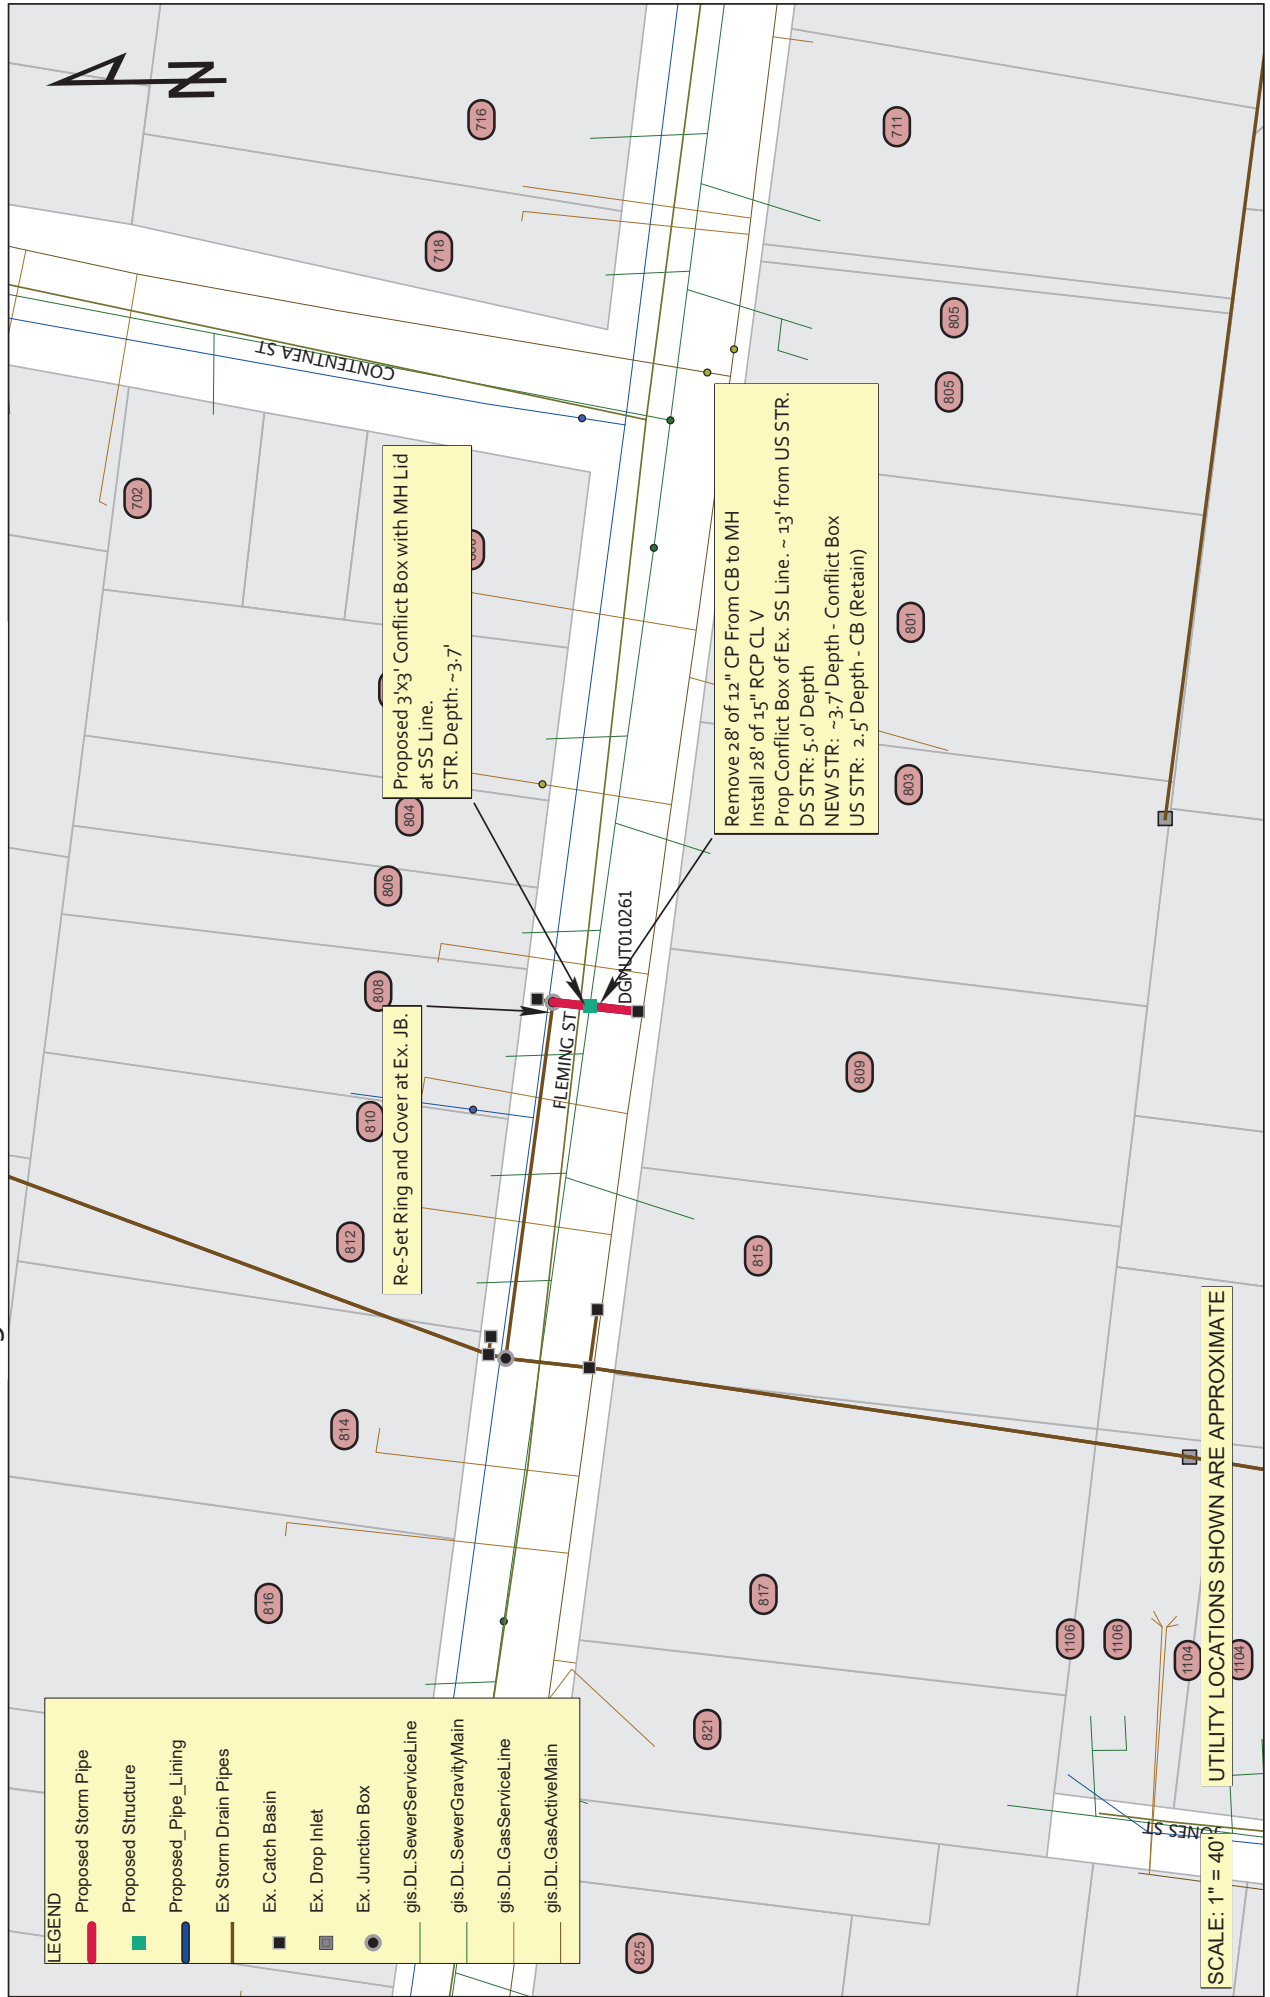 LEGEND
Proposed Storm Pipe
Proposed Structure
Proposed_Pipe_Lining
Ex Storm Drain Pipes
Ex. Catch Basin
Ex. Drop Inlet
Ex. Junction Box
gis.DL.SewerServiceLine
gis.DL.SewerGravityMain
gis.DL.GasServiceLine
gis.DL.GasActiveMain
N
Proposed 3'x3' Conflict Box with MH Lid
at SS Line.
STR. Depth: ~3.7'
Re-Set Ring and Cover at Ex. JB.
Remove 28' of 12" CP From CB to MH
Install 28' of 15" RCP CL V
Prop Conflict Box of Ex. SS Line. ~ 13' from US STR.
DS STR: 5.0' Depth
NEW STR: ~3.7' Depth - Conflict Box
US STR: 2.5' Depth - CB (Retain)
CONTENTNEA ST
FLEMING ST
DGMUT010261
JONES ST
702
718
716
804
806
808
810
812
814
816
711
805
805
801
803
809
815
817
821
825
1106
1106
1104
1104
SCALE: 1" = 40'
UTILITY LOCATIONS SHOWN ARE APPROXIMATE